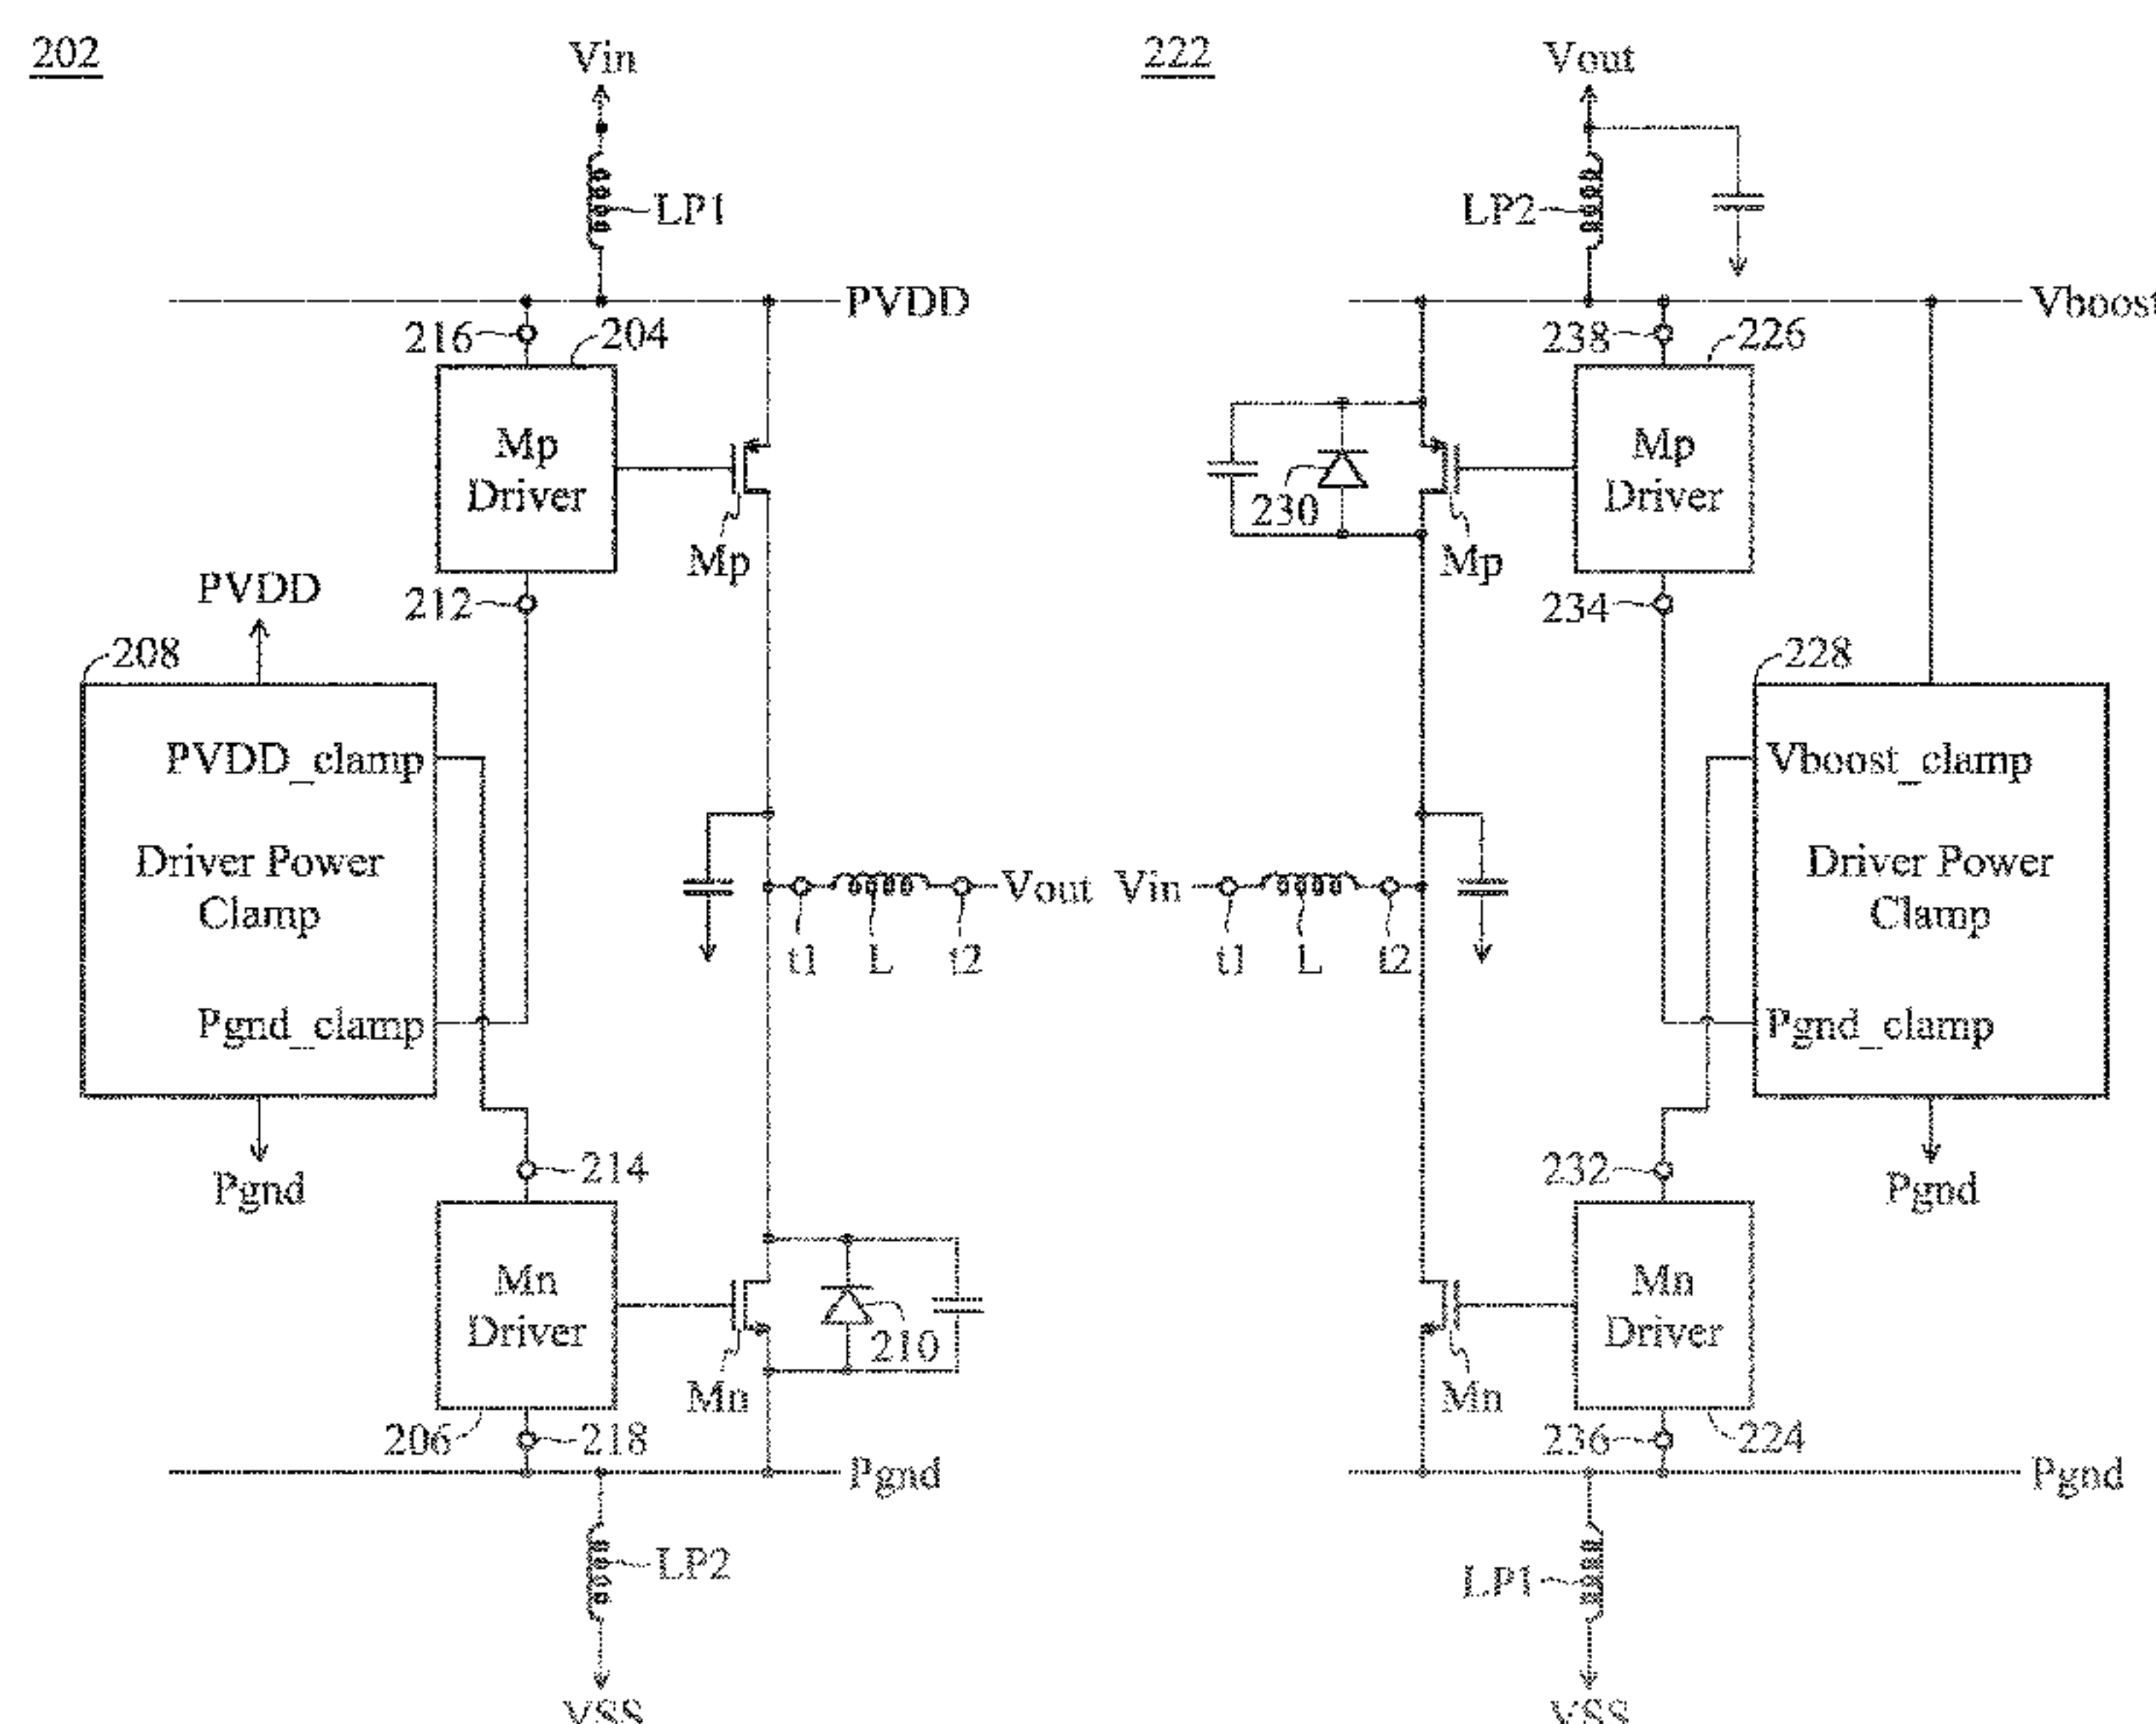 202
Vin
LP1
PVDD
216
204
Mp
Driver
Mp
212
PVDD
208
PVDD_clamp
Driver Power
Clamp
Pgnd_clamp
Pgnd
t1
L
t2
Vout
214
Mn
Driver
Mn
210
206
218
Pgnd
LP2
VSS
222
Vout
LP2
Vboost
238
226
Mp
Driver
230
Mp
234
228
Vboost_clamp
Driver Power
Clamp
Pgnd_clamp
Pgnd
Vin
t1
L
t2
232
Mn
Driver
Mn
236
224
Pgnd
LP1
VSS